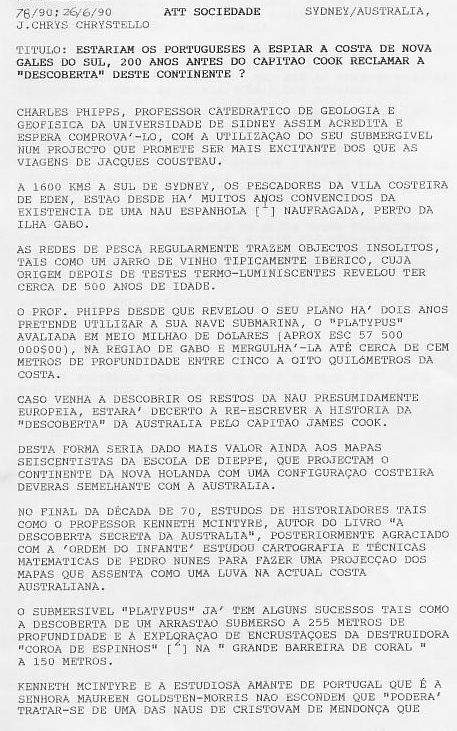 78/90; 26/6/90 ATT SOCIEDADE SYDNEY/AUSTRALIA,
J.CHRYS CHRYSTELLO
TITULO: ESTARIAM OS PORTUGUESES A ESPIAR A COSTA DE NOVA
GALES DO SUL, 200 ANOS ANTES DO CAPITAO COOK RECLAMAR A
"DESCOBERTA" DESTE CONTINENTE ?
CHARLES PHIPPS, PROFESSOR CATEDRATICO DE GEOLOGIA E
GEOFISICA DA UNIVERSIDADE DE SIDNEY ASSIM ACREDITA E
ESPERA COMPROVA'-LO, COM A UTILIZAÇAO DO SEU SUBMERGIVEL
NUM PROJECTO QUE PROMETE SER MAIS EXCITANTE DOS QUE AS
VIAGENS DE JACQUES COUSTEAU.
A 1600 KMS A SUL DE SYDNEY, OS PESCADORES DA VILA COSTEIRA
DE EDEN, ESTAO DESDE HA' MUITOS ANOS CONVENCIDOS DA
EXISTENCIA DE UMA NAU ESPANHOLA [1] NAUFRAGADA, PERTO DA
ILHA GABO.
AS REDES DE PESCA REGULARMENTE TRAZEM OBJECTOS INSOLITOS,
TAIS COMO UM JARRO DE VINHO TIPICAMENTE IBERICO, CUJA
ORIGEM DEPOIS DE TESTES TERMO-LUMINISCENTES REVELOU TER
CERCA DE 500 ANOS DE IDADE.
O PROF. PHIPPS DESDE QUE REVELOU O SEU PLANO HA' DOIS ANOS
PRETENDE UTILIZAR A SUA NAVE SUBMARINA, O "PLATYPUS"
AVALIADA EM MEIO MILHAO DE DóLARES [APROX ESC 57 500
000$00), NA REGIAO DE GABO E MERGULHA'-LA ATÉ CERCA DE CEM
METROS DE PROFUNDIDADE ENTRE CINCO A OITO QUILóMETROS DA
COSTA.
CASO VENHA A DESCOBRIR OS RESTOS DA NAU PRESUMIDAMENTE
EUROPEIA, ESTARA' DECERTO A RE-ESCREVER A HISTORIA DA
"DESCOBERTA" DA AUSTRALIA PELO CAPITAO JAMES COOK.
DESTA FORMA SERIA DADO MAIS VALOR AINDA AOS MAPAS
SEISCENTISTAS DA ESCOLA DE DIEPPE, QUE PROJECTAM O
CONTINENTE DA NOVA HOLANDA COM UMA CONFIGURAÇAO COSTEIRA
DEVERAS SEMELHANTE COM A AUSTRALIA.
NO FINAL DA DÉCADA DE 70, ESTUDOS DE HISTORIADORES TAIS
COMO O PROFESSOR KENNETH MCINTYRE, AUTOR DO LIVRO "A
DESCOBERTA SECRETA DA AUSTRALIA", POSTERIORMENTE AGRACIADO
COM A 'ORDEM DO INFANTE' ESTUDOU CARTOGRAFIA E TÉCNICAS
MATEMATICAS DE PEDRO NUNES PARA FAZER UMA PROJECÇAO DOS
MAPAS QUE ASSENTA COMO UMA LUVA NA ACTUAL COSTA
AUSTRALIANA.
O SUBMERSIVEL "PLATYPUS" JA' TEM ALGUNS SUCESSOS TAIS COMO
A DESCOBERTA DE UM ARRASTAO SUBMERSO A 255 METROS DE
PROFUNDIDADE E A EXPLORAÇAO DE ENCRUSTAÇOES DA DESTRUIDORA
"COROA DE ESPINHOS" [2] NA " GRANDE BARREIRA DE CORAL "
A 150 METROS.
KENNETH MCINTYRE E A ESTUDIOSA AMANTE DE PORTUGAL QUE É A
SENHORA MAUREEN GOLDSTEN-MORRIS NAO ESCONDEM QUE "PODERA'
TRATAR-SE DE UMA DAS NAUS DE CRISTOVAM DE MENDONÇA QUE